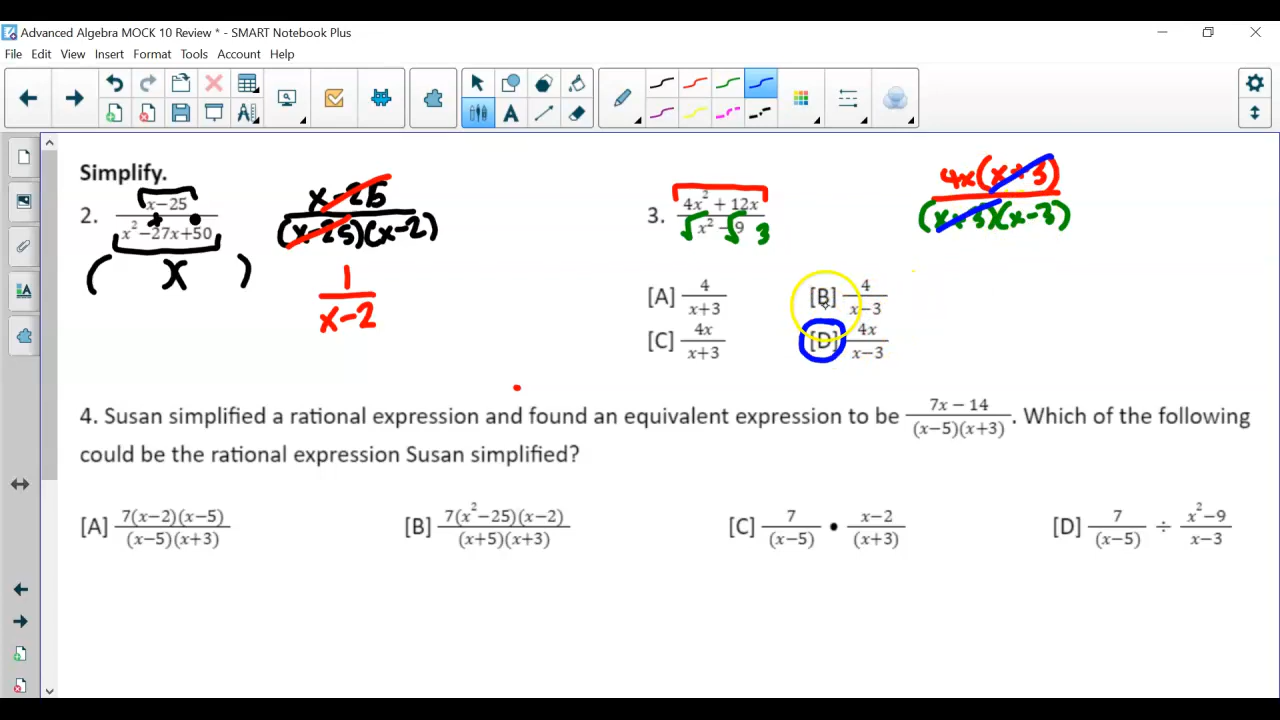 Advanced Algebra MOCK 10 Review * - SMART Notebook Plus
File Edit View Insert Format Tools Account Help
Simplify.
2. (x−25)/(x²−27x+50)
+ •
( x )
x-25
(x-25)(x-2)
1
x-2
3. (4x² + 12x)/(x² − 9)
√ √ 3
4x(x+3)
(x+3)(x-3)
[A] 4/(x+3) [B] 4/(x−3)
[C] 4x/(x+3) [D] 4x/(x−3)
4. Susan simplified a rational expression and found an equivalent expression to be (7x − 14)/((x−5)(x+3)). Which of the following
could be the rational expression Susan simplified?
[A] 7(x−2)(x−5)/((x−5)(x+3)) [B] 7(x²−25)(x−2)/((x+5)(x+3)) [C] 7/(x−5) • (x−2)/(x+3) [D] 7/(x−5) ÷ (x²−9)/(x−3)